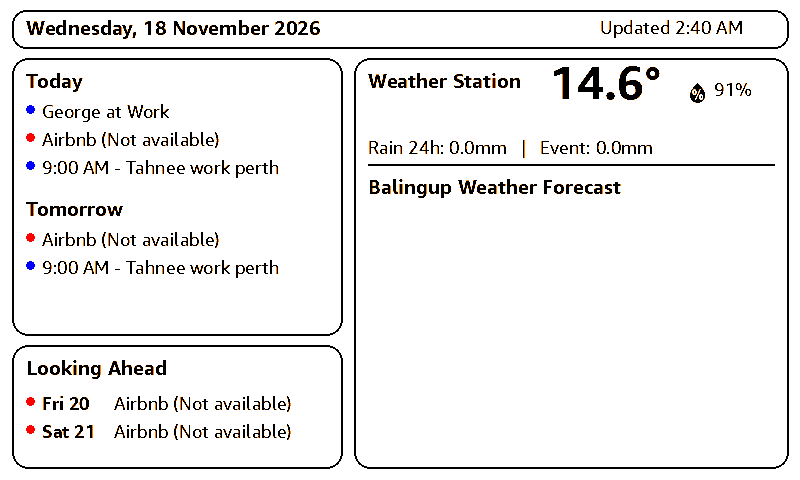 Wednesday, 18 November 2026
Updated 2:40 AM
Today
George at Work
Airbnb (Not available)
9:00 AM - Tahnee work perth
Tomorrow
Airbnb (Not available)
9:00 AM - Tahnee work perth
Looking Ahead
Fri 20 Airbnb (Not available)
Sat 21 Airbnb (Not available)
Weather Station 14.6° 91%
Rain 24h: 0.0mm | Event: 0.0mm
Balingup Weather Forecast